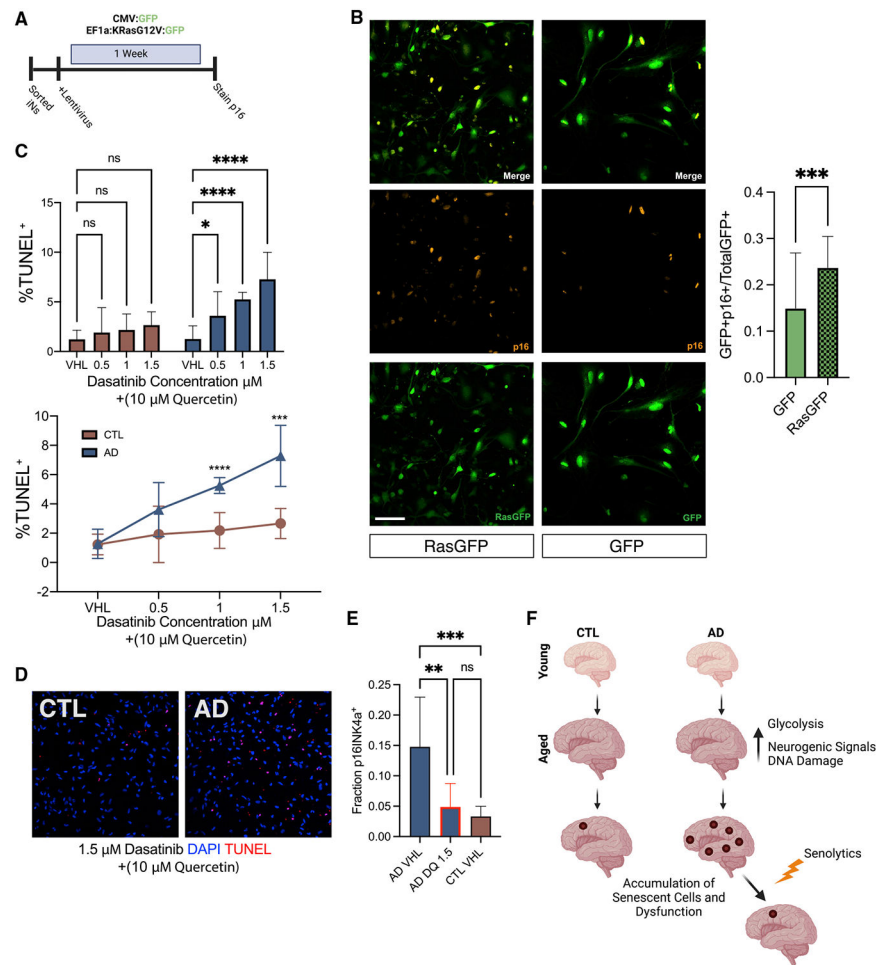 A
CMV:GFP
EF1a:KRasG12V:GFP
1 Week
Sorted
iNs
+Lentivirus
Stain p16
B
Merge
Merge
p16
p16
RasGFP
GFP
RasGFP
GFP
***
GFP+p16+/TotalGFP+
0.4
0.3
0.2
0.1
0.0
GFP
RasGFP
C
ns
ns
ns
****
****
*
%TUNEL+
15
10
5
0
VHL 0.5 1 1.5 VHL 0.5 1 1.5
Dasatinib Concentration μM
+(10 μM Quercetin)
%TUNEL+
10
8
6
4
2
0
-2
CTL
AD
****
***
VHL 0.5 1 1.5
Dasatinib Concentration μM
+(10 μM Quercetin)
D
CTL
AD
1.5 μM Dasatinib DAPI TUNEL
+(10 μM Quercetin)
E
***
** ns
Fraction p16INK4a+
0.25
0.20
0.15
0.10
0.05
0.00
AD VHL
AD DQ 1.5
CTL VHL
F
CTL
AD
Young
Aged
Glycolysis
Neurogenic Signals
DNA Damage
Senolytics
Accumulation of
Senescent Cells and
Dysfunction